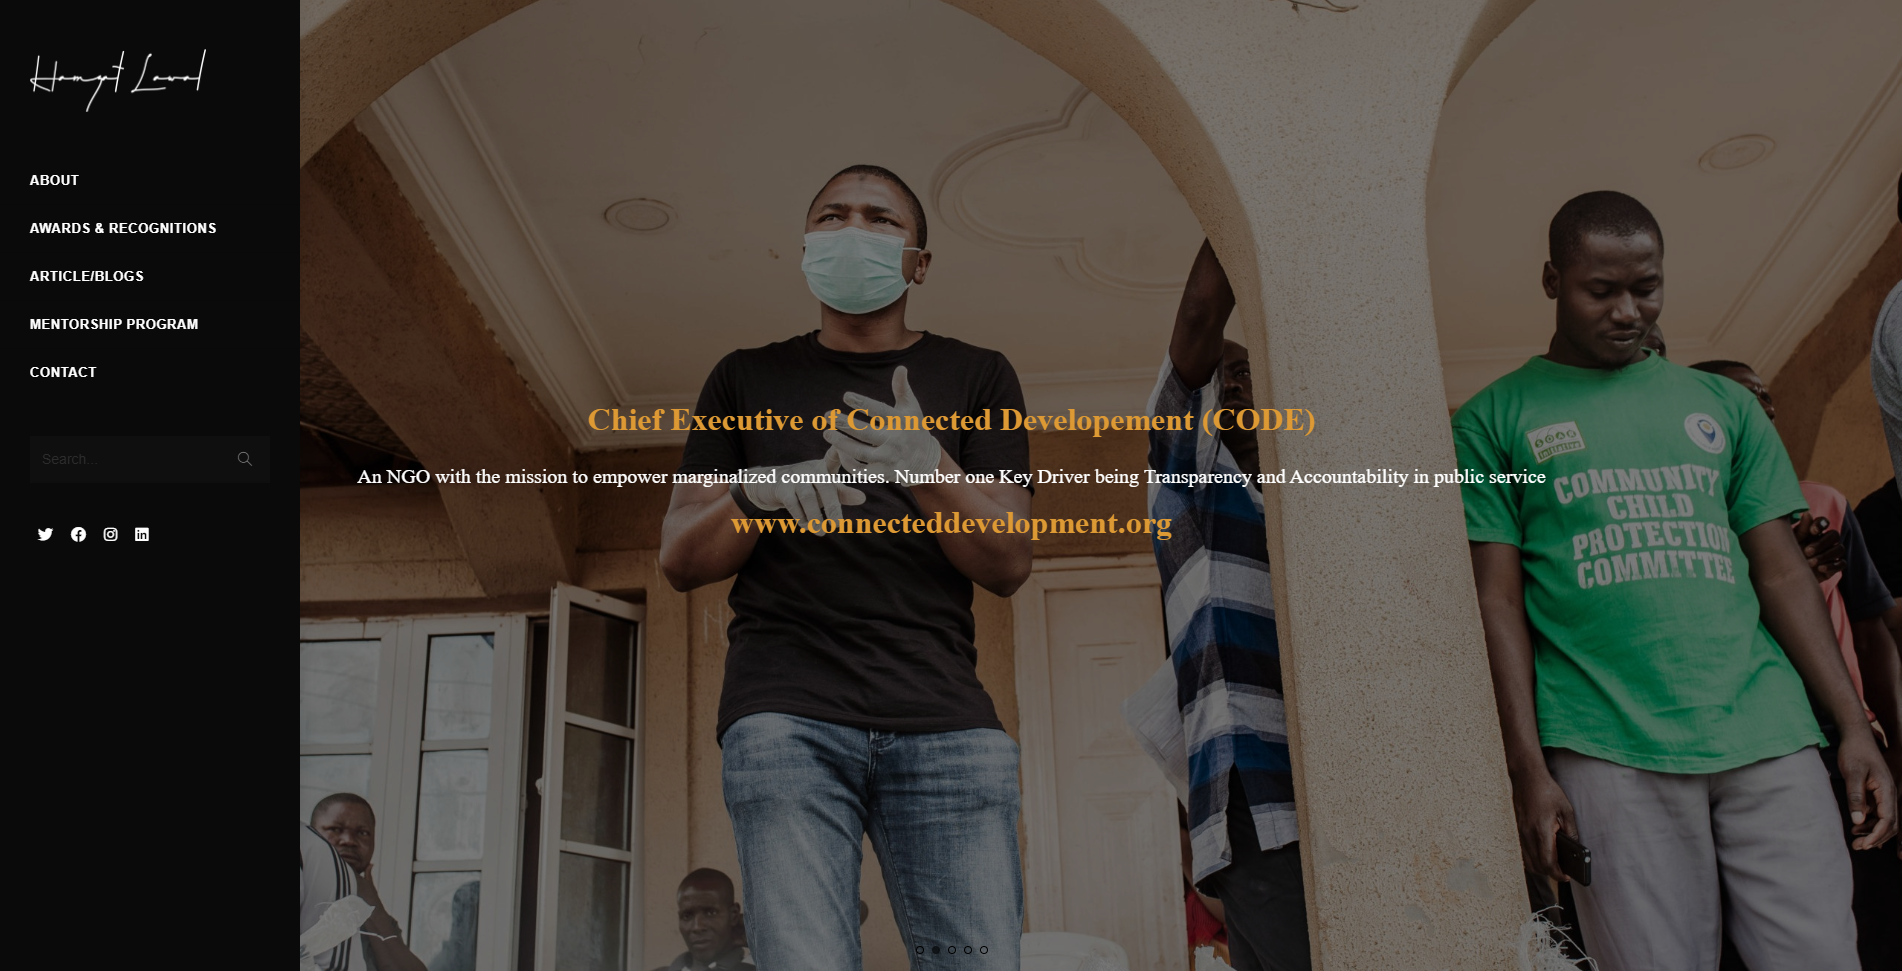 Hamzat Lawal
ABOUT
AWARDS & RECOGNITIONS
ARTICLE/BLOGS
MENTORSHIP PROGRAM
CONTACT
Search...
Chief Executive of Connected Developement (CODE)
An NGO with the mission to empower marginalized communities. Number one Key Driver being Transparency and Accountability in public service
www.connecteddevelopment.org
COMMUNITY
CHILD
PROTECTION
COMMITTEE